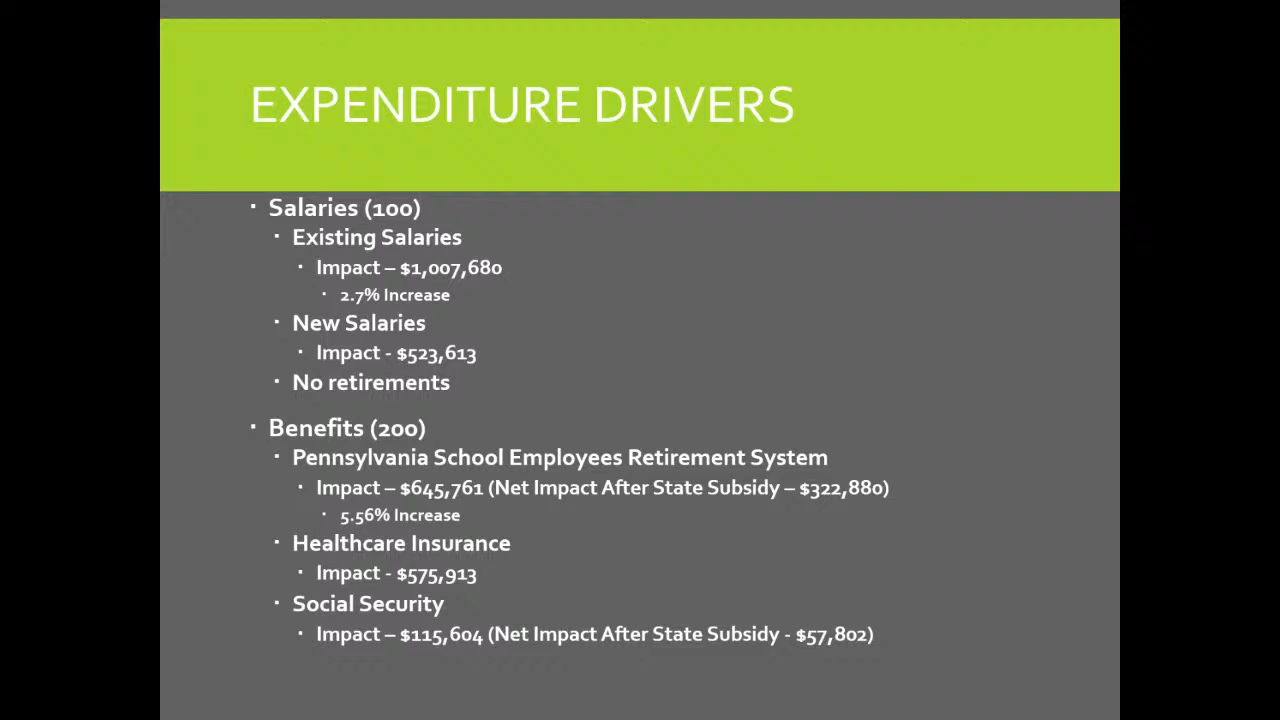 EXPENDITURE DRIVERS
▪ Salaries (100)
▪ Existing Salaries
▪ Impact – $1,007,680
▪ 2.7% Increase
▪ New Salaries
▪ Impact - $523,613
▪ No retirements
▪ Benefits (200)
▪ Pennsylvania School Employees Retirement System
▪ Impact – $645,761 (Net Impact After State Subsidy – $322,880)
▪ 5.56% Increase
▪ Healthcare Insurance
▪ Impact - $575,913
▪ Social Security
▪ Impact – $115,604 (Net Impact After State Subsidy - $57,802)